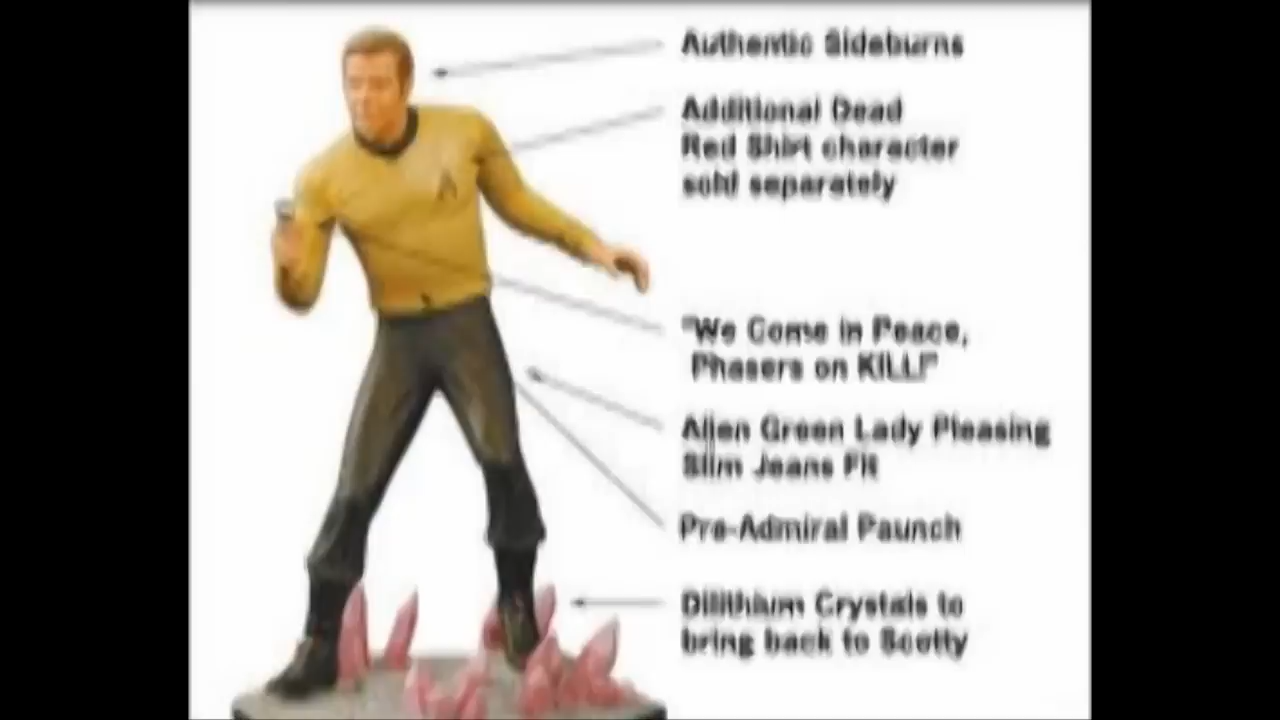 Authentic Sideburns
Additional Dead
Red Shirt character
sold separately
"We Come in Peace,
Phasers on KILL!"
Alien Green Lady Pleasing
Slim Jeans Fit
Pre-Admiral Paunch
Dilithium Crystals to
bring back to Scotty